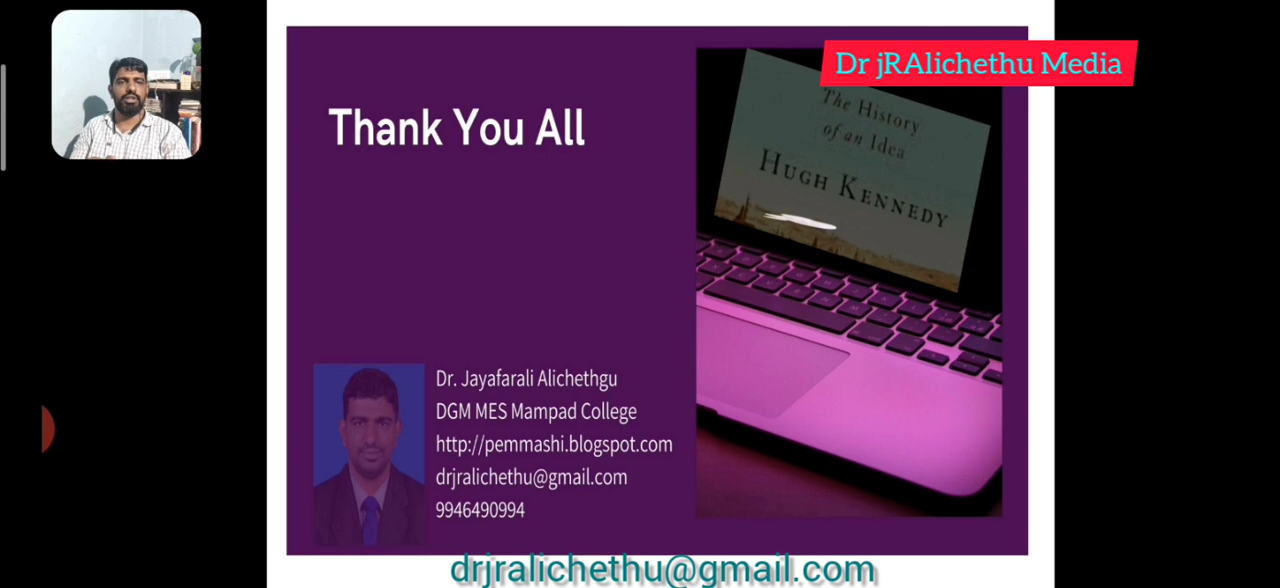 Dr jRAlichethu Media
Thank You All
The History
of an Idea
HUGH KENNEDY
Dr. Jayafarali Alichethgu
DGM MES Mampad College
http://pemmashi.blogspot.com
drjralichethu@gmail.com
9946490994
drjralichethu@gmail.com